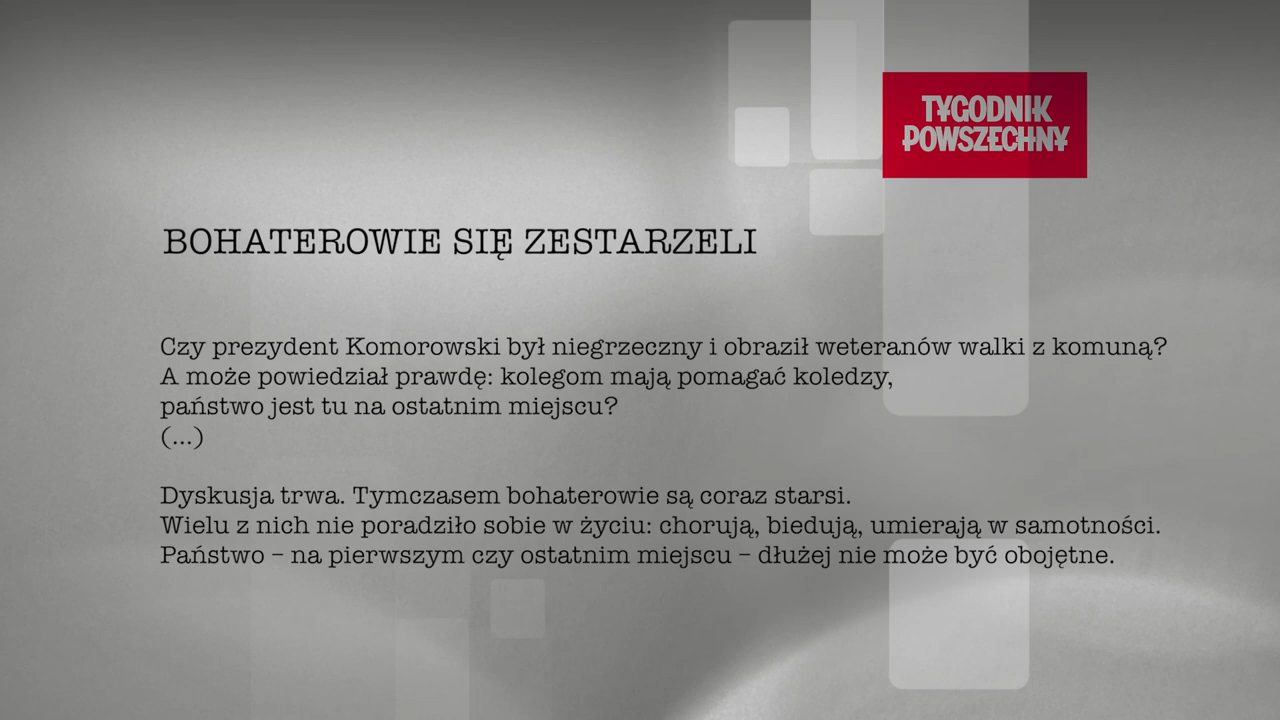 TYGODNIK
POWSZECHNY
BOHATEROWIE SIĘ ZESTARZELI
Czy prezydent Komorowski był niegrzeczny i obraził weteranów walki z komuną?
A może powiedział prawdę: kolegom mają pomagać koledzy,
państwo jest tu na ostatnim miejscu?
(...)
Dyskusja trwa. Tymczasem bohaterowie są coraz starsi.
Wielu z nich nie poradziło sobie w życiu: chorują, biedują, umierają w samotności.
Państwo – na pierwszym czy ostatnim miejscu – dłużej nie może być obojętne.